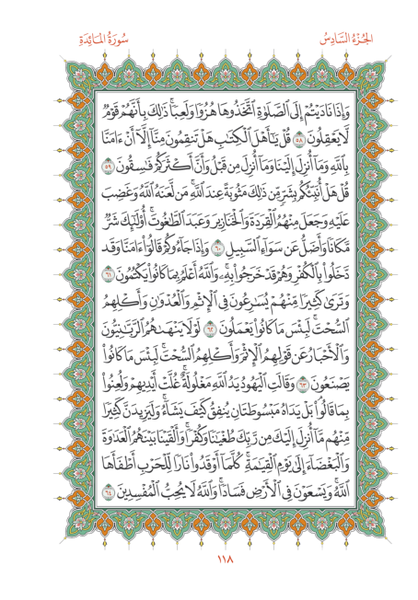 الجزء السادس
سورة المائدة
وَإِذَا نَادَيْتُمْ إِلَى ٱلصَّلَوٰةِ ٱتَّخَذُوهَا هُزُوًا وَلَعِبًا ۚ ذَٰلِكَ بِأَنَّهُمْ قَوْمٌ
لَّا يَعْقِلُونَ ٥٨ قُلْ يَٰٓأَهْلَ ٱلْكِتَٰبِ هَلْ تَنقِمُونَ مِنَّآ إِلَّآ أَنْ ءَامَنَّا
بِٱللَّهِ وَمَآ أُنزِلَ إِلَيْنَا وَمَآ أُنزِلَ مِن قَبْلُ وَأَنَّ أَكْثَرَكُمْ فَٰسِقُونَ ٥٩
قُلْ هَلْ أُنَبِّئُكُم بِشَرٍّ مِّن ذَٰلِكَ مَثُوبَةً عِندَ ٱللَّهِ ۚ مَن لَّعَنَهُ ٱللَّهُ وَغَضِبَ
عَلَيْهِ وَجَعَلَ مِنْهُمُ ٱلْقِرَدَةَ وَٱلْخَنَازِيرَ وَعَبَدَ ٱلطَّٰغُوتَ ۚ أُو۟لَٰٓئِكَ شَرٌّ
مَّكَانًا وَأَضَلُّ عَن سَوَآءِ ٱلسَّبِيلِ ٦٠ وَإِذَا جَآءُوكُمْ قَالُوٓا۟ ءَامَنَّا وَقَد
دَّخَلُوا۟ بِٱلْكُفْرِ وَهُمْ قَدْ خَرَجُوا۟ بِهِۦ ۚ وَٱللَّهُ أَعْلَمُ بِمَا كَانُوا۟ يَكْتُمُونَ ٦١
وَتَرَىٰ كَثِيرًا مِّنْهُمْ يُسَٰرِعُونَ فِى ٱلْإِثْمِ وَٱلْعُدْوَٰنِ وَأَكْلِهِمُ
ٱلسُّحْتَ ۚ لَبِئْسَ مَا كَانُوا۟ يَعْمَلُونَ ٦٢ لَوْلَا يَنْهَىٰهُمُ ٱلرَّبَّٰنِيُّونَ
وَٱلْأَحْبَارُ عَن قَوْلِهِمُ ٱلْإِثْمَ وَأَكْلِهِمُ ٱلسُّحْتَ ۚ لَبِئْسَ مَا كَانُوا۟
يَصْنَعُونَ ٦٣ وَقَالَتِ ٱلْيَهُودُ يَدُ ٱللَّهِ مَغْلُولَةٌ ۚ غُلَّتْ أَيْدِيهِمْ وَلُعِنُوا۟
بِمَا قَالُوا۟ ۘ بَلْ يَدَاهُ مَبْسُوطَتَانِ يُنفِقُ كَيْفَ يَشَآءُ ۚ وَلَيَزِيدَنَّ كَثِيرًا
مِّنْهُم مَّآ أُنزِلَ إِلَيْكَ مِن رَّبِّكَ طُغْيَٰنًا وَكُفْرًا ۚ وَأَلْقَيْنَا بَيْنَهُمُ ٱلْعَدَٰوَةَ
وَٱلْبَغْضَآءَ إِلَىٰ يَوْمِ ٱلْقِيَٰمَةِ ۚ كُلَّمَآ أَوْقَدُوا۟ نَارًا لِّلْحَرْبِ أَطْفَأَهَا
ٱللَّهُ ۚ وَيَسْعَوْنَ فِى ٱلْأَرْضِ فَسَادًا ۚ وَٱللَّهُ لَا يُحِبُّ ٱلْمُفْسِدِينَ ٦٤
١١٨